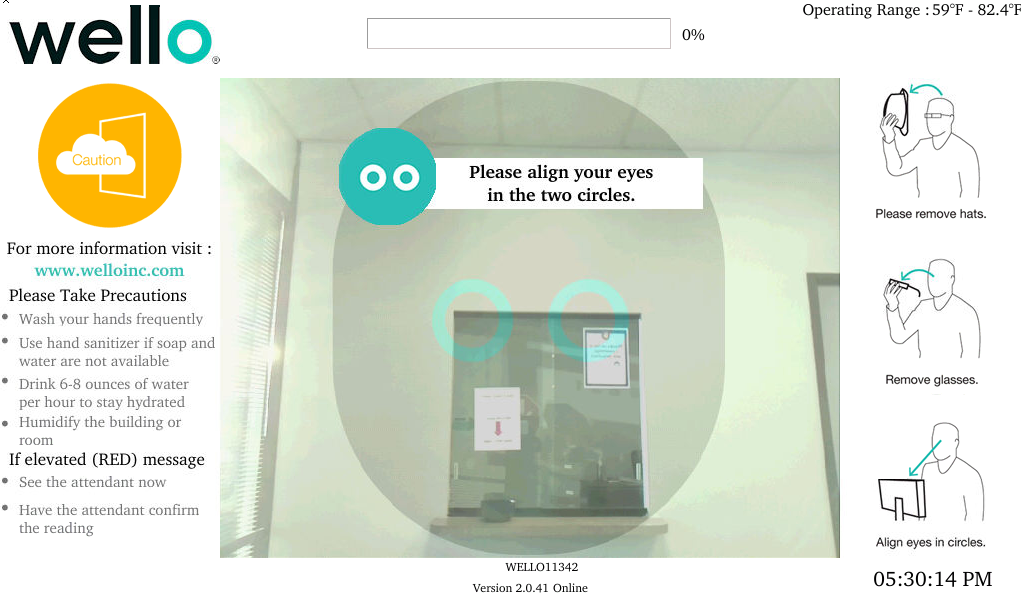 wello®
0%
Operating Range : 59°F - 82.4°F
Caution
For more information visit :
www.welloinc.com
Please Take Precautions
• Wash your hands frequently
• Use hand sanitizer if soap and
water are not available
• Drink 6-8 ounces of water
per hour to stay hydrated
• Humidify the building or
room
If elevated (RED) message
• See the attendant now
• Have the attendant confirm
the reading
Please align your eyes
in the two circles.
WELLO11342
Version 2.0.41 Online
Please remove hats.
Remove glasses.
Align eyes in circles.
05:30:14 PM